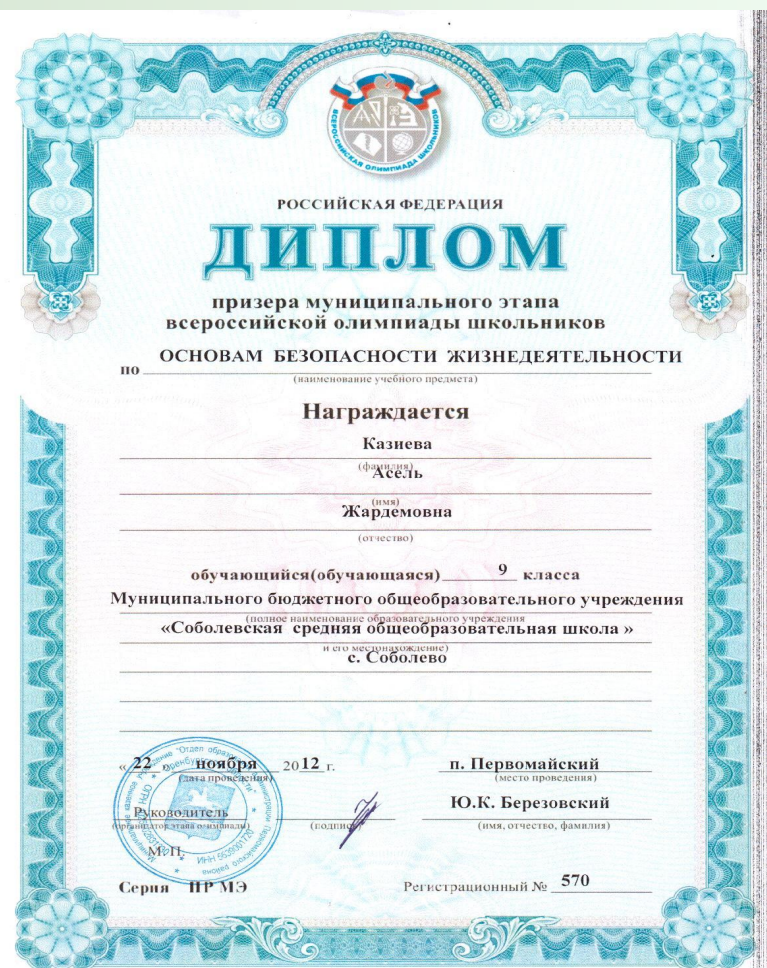 ВСЕРОССИЙСКАЯ ОЛИМПИАДА ШКОЛЬНИКОВ
РОССИЙСКАЯ ФЕДЕРАЦИЯ
ДИПЛОМ
призера муниципального этапа
всероссийской олимпиады школьников
по ОСНОВАМ БЕЗОПАСНОСТИ ЖИЗНЕДЕЯТЕЛЬНОСТИ
(наименование учебного предмета)
Награждается
Казиева
(фамилия)
Асель
(имя)
Жардемовна
(отчество)
обучающийся(обучающаяся) 9 класса
Муниципального бюджетного общеобразовательного учреждения
(полное наименование образовательного учреждения
«Соболевская средняя общеобразовательная школа »
и его местонахождение)
с. Соболево
« 22 » ноября 2012 г. п. Первомайский
(дата проведения) (место проведения)
Руководитель Ю.К. Березовский
(организатор этапа олимпиады) (подпись) (имя, отчество, фамилия)
М.П.
Серия ПР МЭ Регистрационный № 570